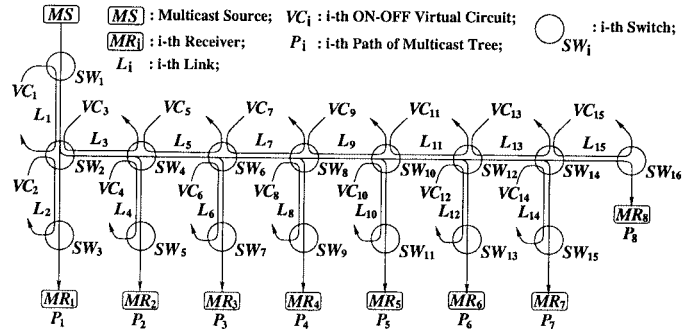 MS MS : Multicast Source; VCi : i-th ON-OFF Virtual Circuit; : i-th Switch;
MRi : i-th Receiver; Pi : i-th Path of Multicast Tree; SWi
Li : i-th Link;
SW1
VC1
L1 VC3 VC5 VC7 VC9 VC11 VC13 VC15
L3 L5 L7 L9 L11 L13 L15
SW2 SW4 SW6 SW8 SW10 SW12 SW14 SW16
VC2 VC4 VC6 VC8 VC10 VC12 VC14
L2 L4 L6 L8 L10 L12 L14 MR8
P8
SW3 SW5 SW7 SW9 SW11 SW13 SW15
MR1 MR2 MR3 MR4 MR5 MR6 MR7
P1 P2 P3 P4 P5 P6 P7